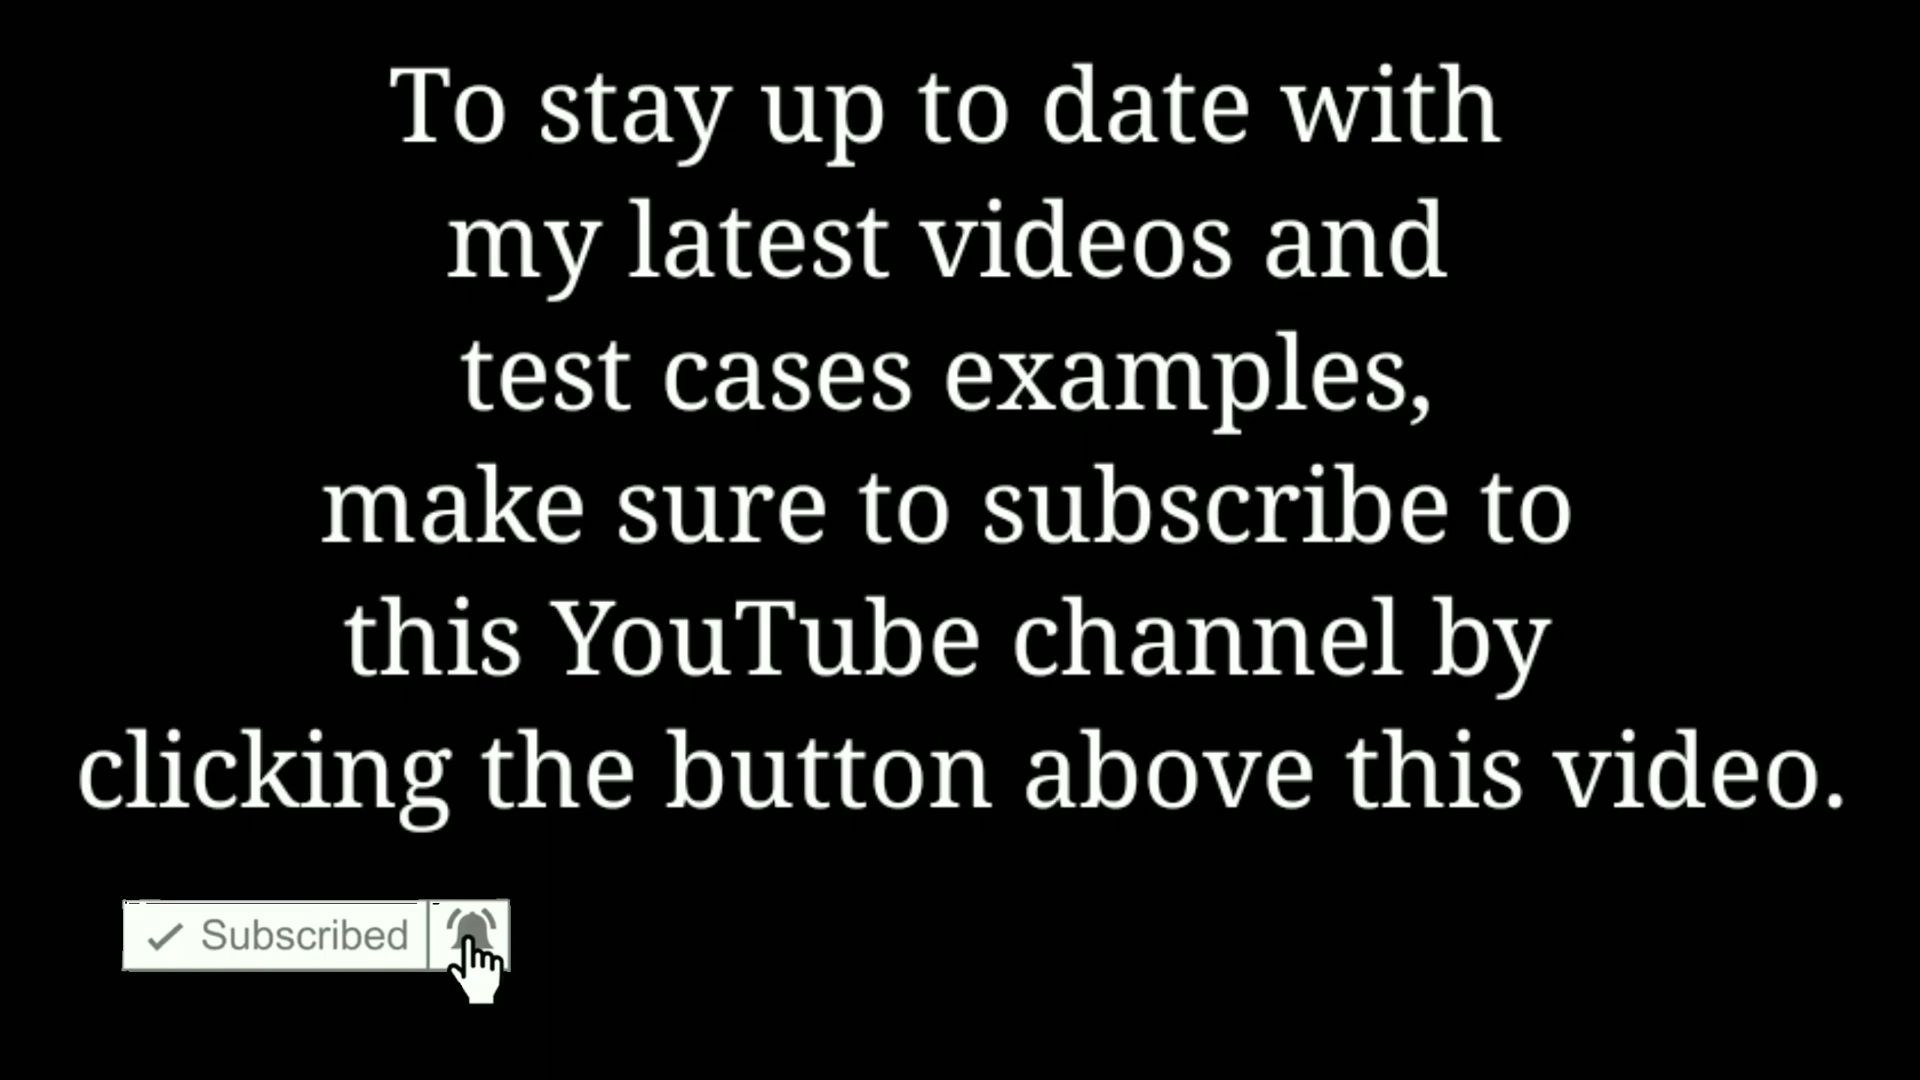 To stay up to date with
my latest videos and
test cases examples,
make sure to subscribe to
this YouTube channel by
clicking the button above this video.
Subscribed